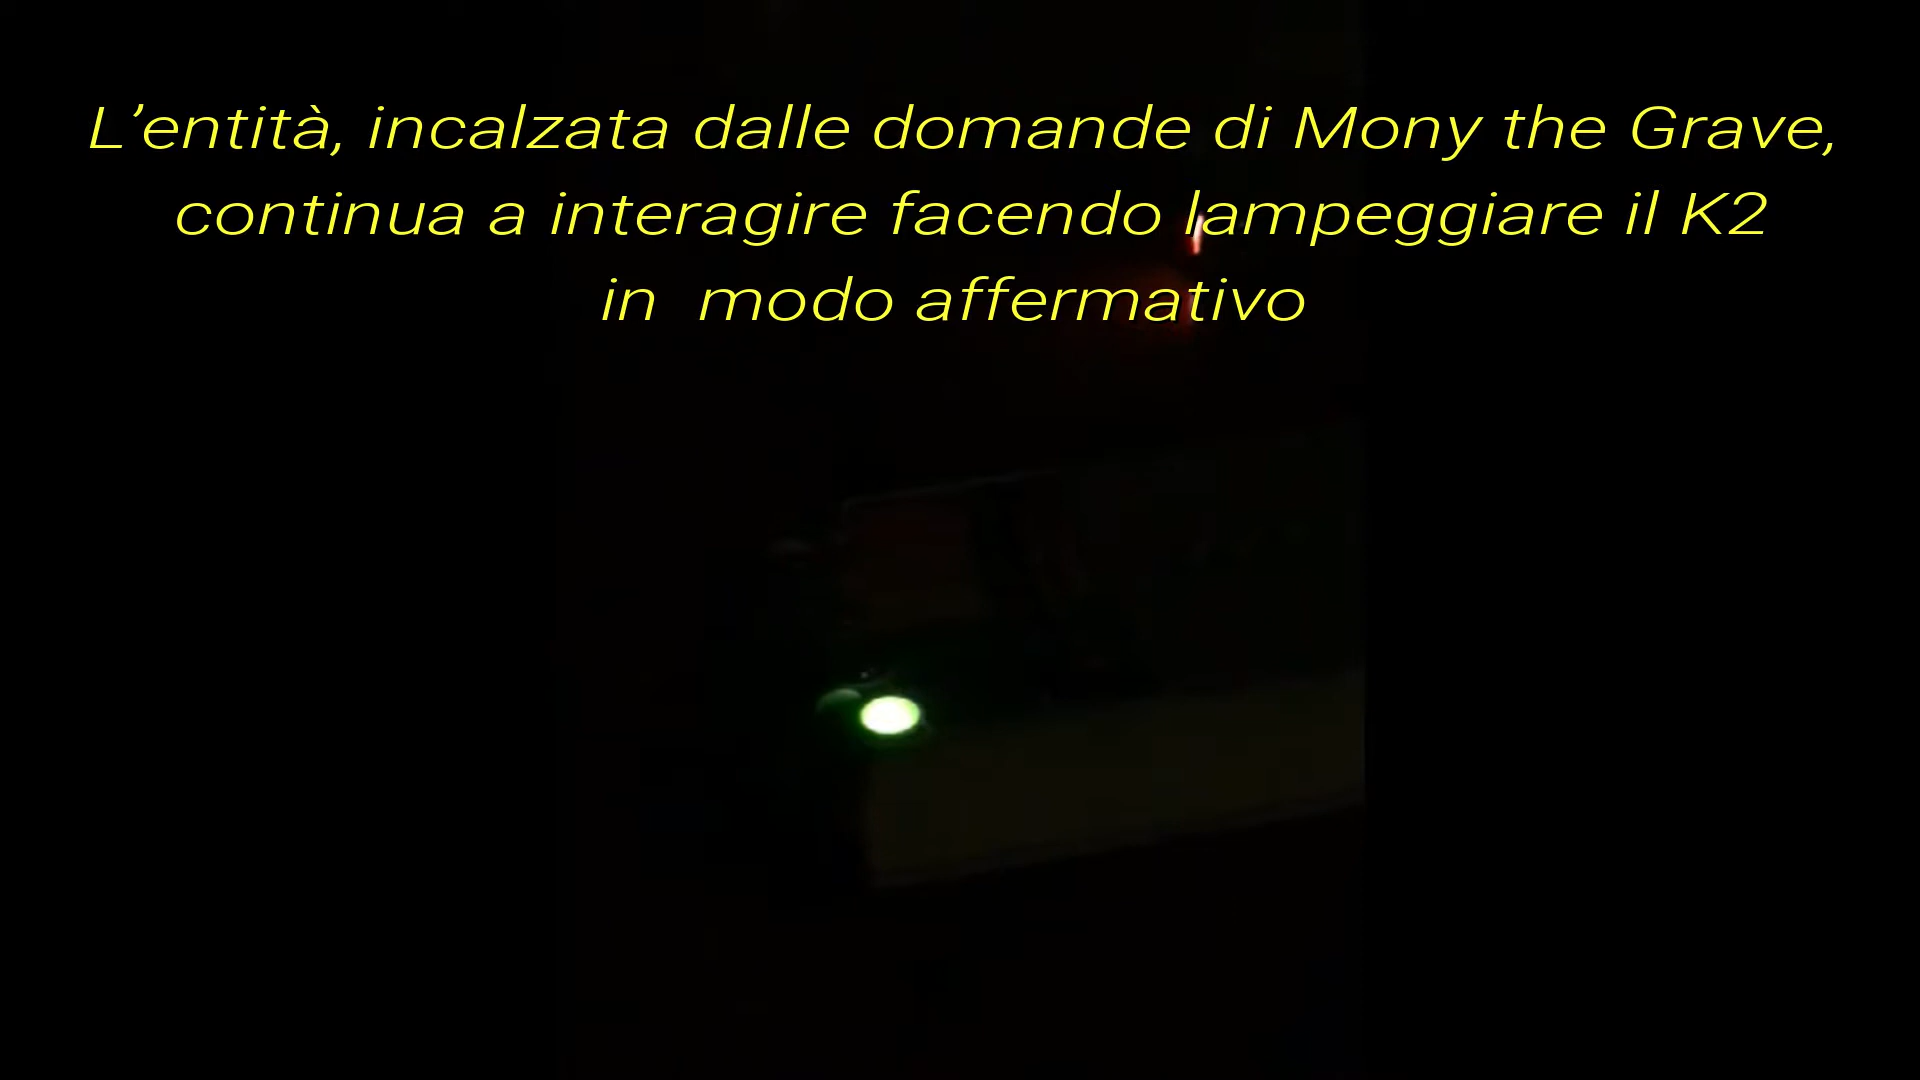 L’entità, incalzata dalle domande di Mony the Grave,
continua a interagire facendo lampeggiare il K2
in  modo affermativo